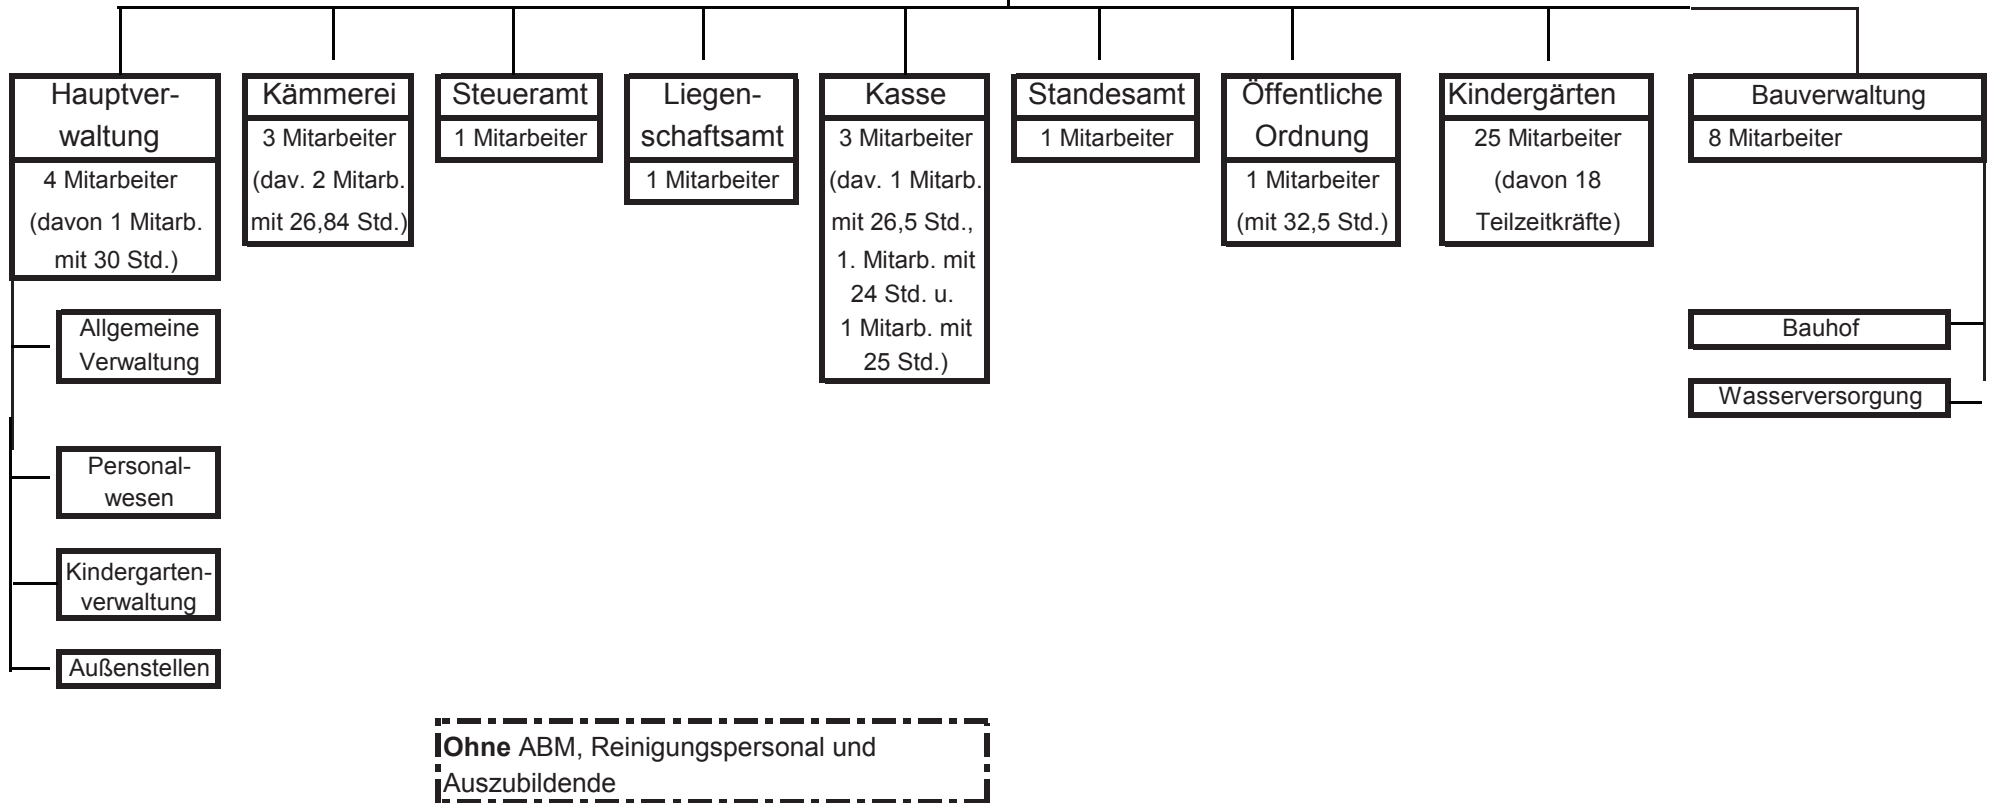 Hauptver-
waltung
4 Mitarbeiter
(davon 1 Mitarb.
mit 30 Std.)
Kämmerei
3 Mitarbeiter
(dav. 2 Mitarb.
mit 26,84 Std.)
Steueramt
1 Mitarbeiter
Liegen-
schaftsamt
1 Mitarbeiter
Kasse
3 Mitarbeiter
(dav. 1 Mitarb.
mit 26,5 Std.,
1. Mitarb. mit
24 Std. u.
1 Mitarb. mit
25 Std.)
Standesamt
1 Mitarbeiter
Öffentliche
Ordnung
1 Mitarbeiter
(mit 32,5 Std.)
Kindergärten
25 Mitarbeiter
(davon 18
Teilzeitkräfte)
Bauverwaltung
8 Mitarbeiter
Allgemeine
Verwaltung
Personal-
wesen
Kindergarten-
verwaltung
Außenstellen
Bauhof
Wasserversorgung
Ohne ABM, Reinigungspersonal und
Auszubildende